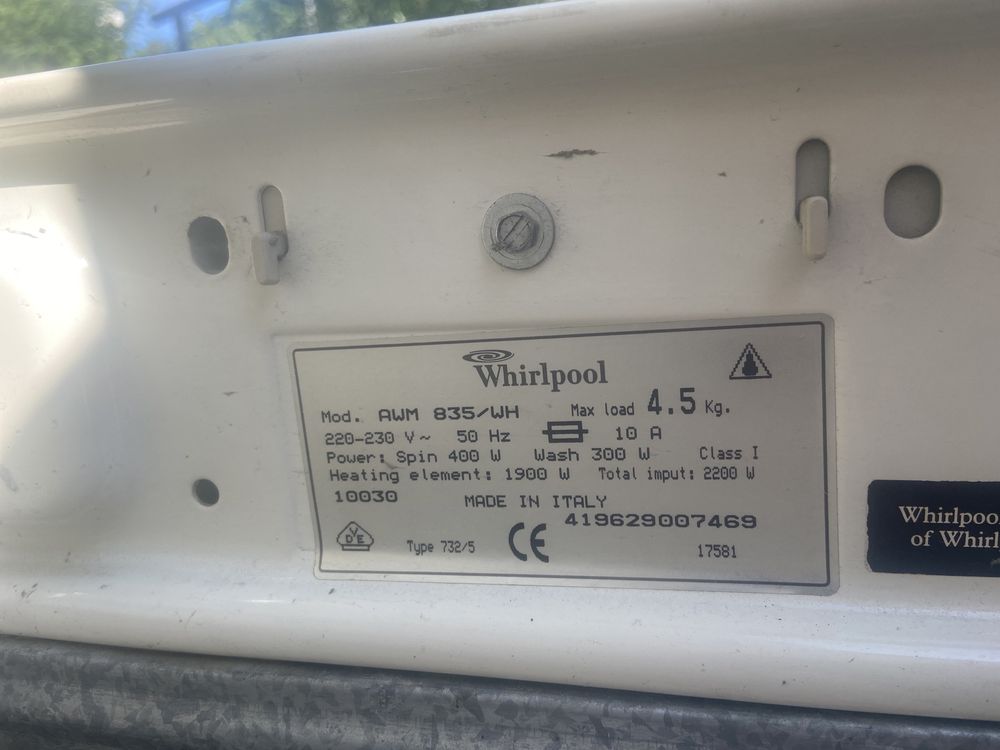 Whirlpool
Mod. AWM 835/WH Max load 4.5 Kg.
220-230 V~ 50 Hz 10 A
Power: Spin 400 W Wash 300 W Class I
Heating element: 1900 W Total imput: 2200 W
10030 MADE IN ITALY
419629007469
VDE Type 732/5 CE 17581
Whirlpoo
of Whirl